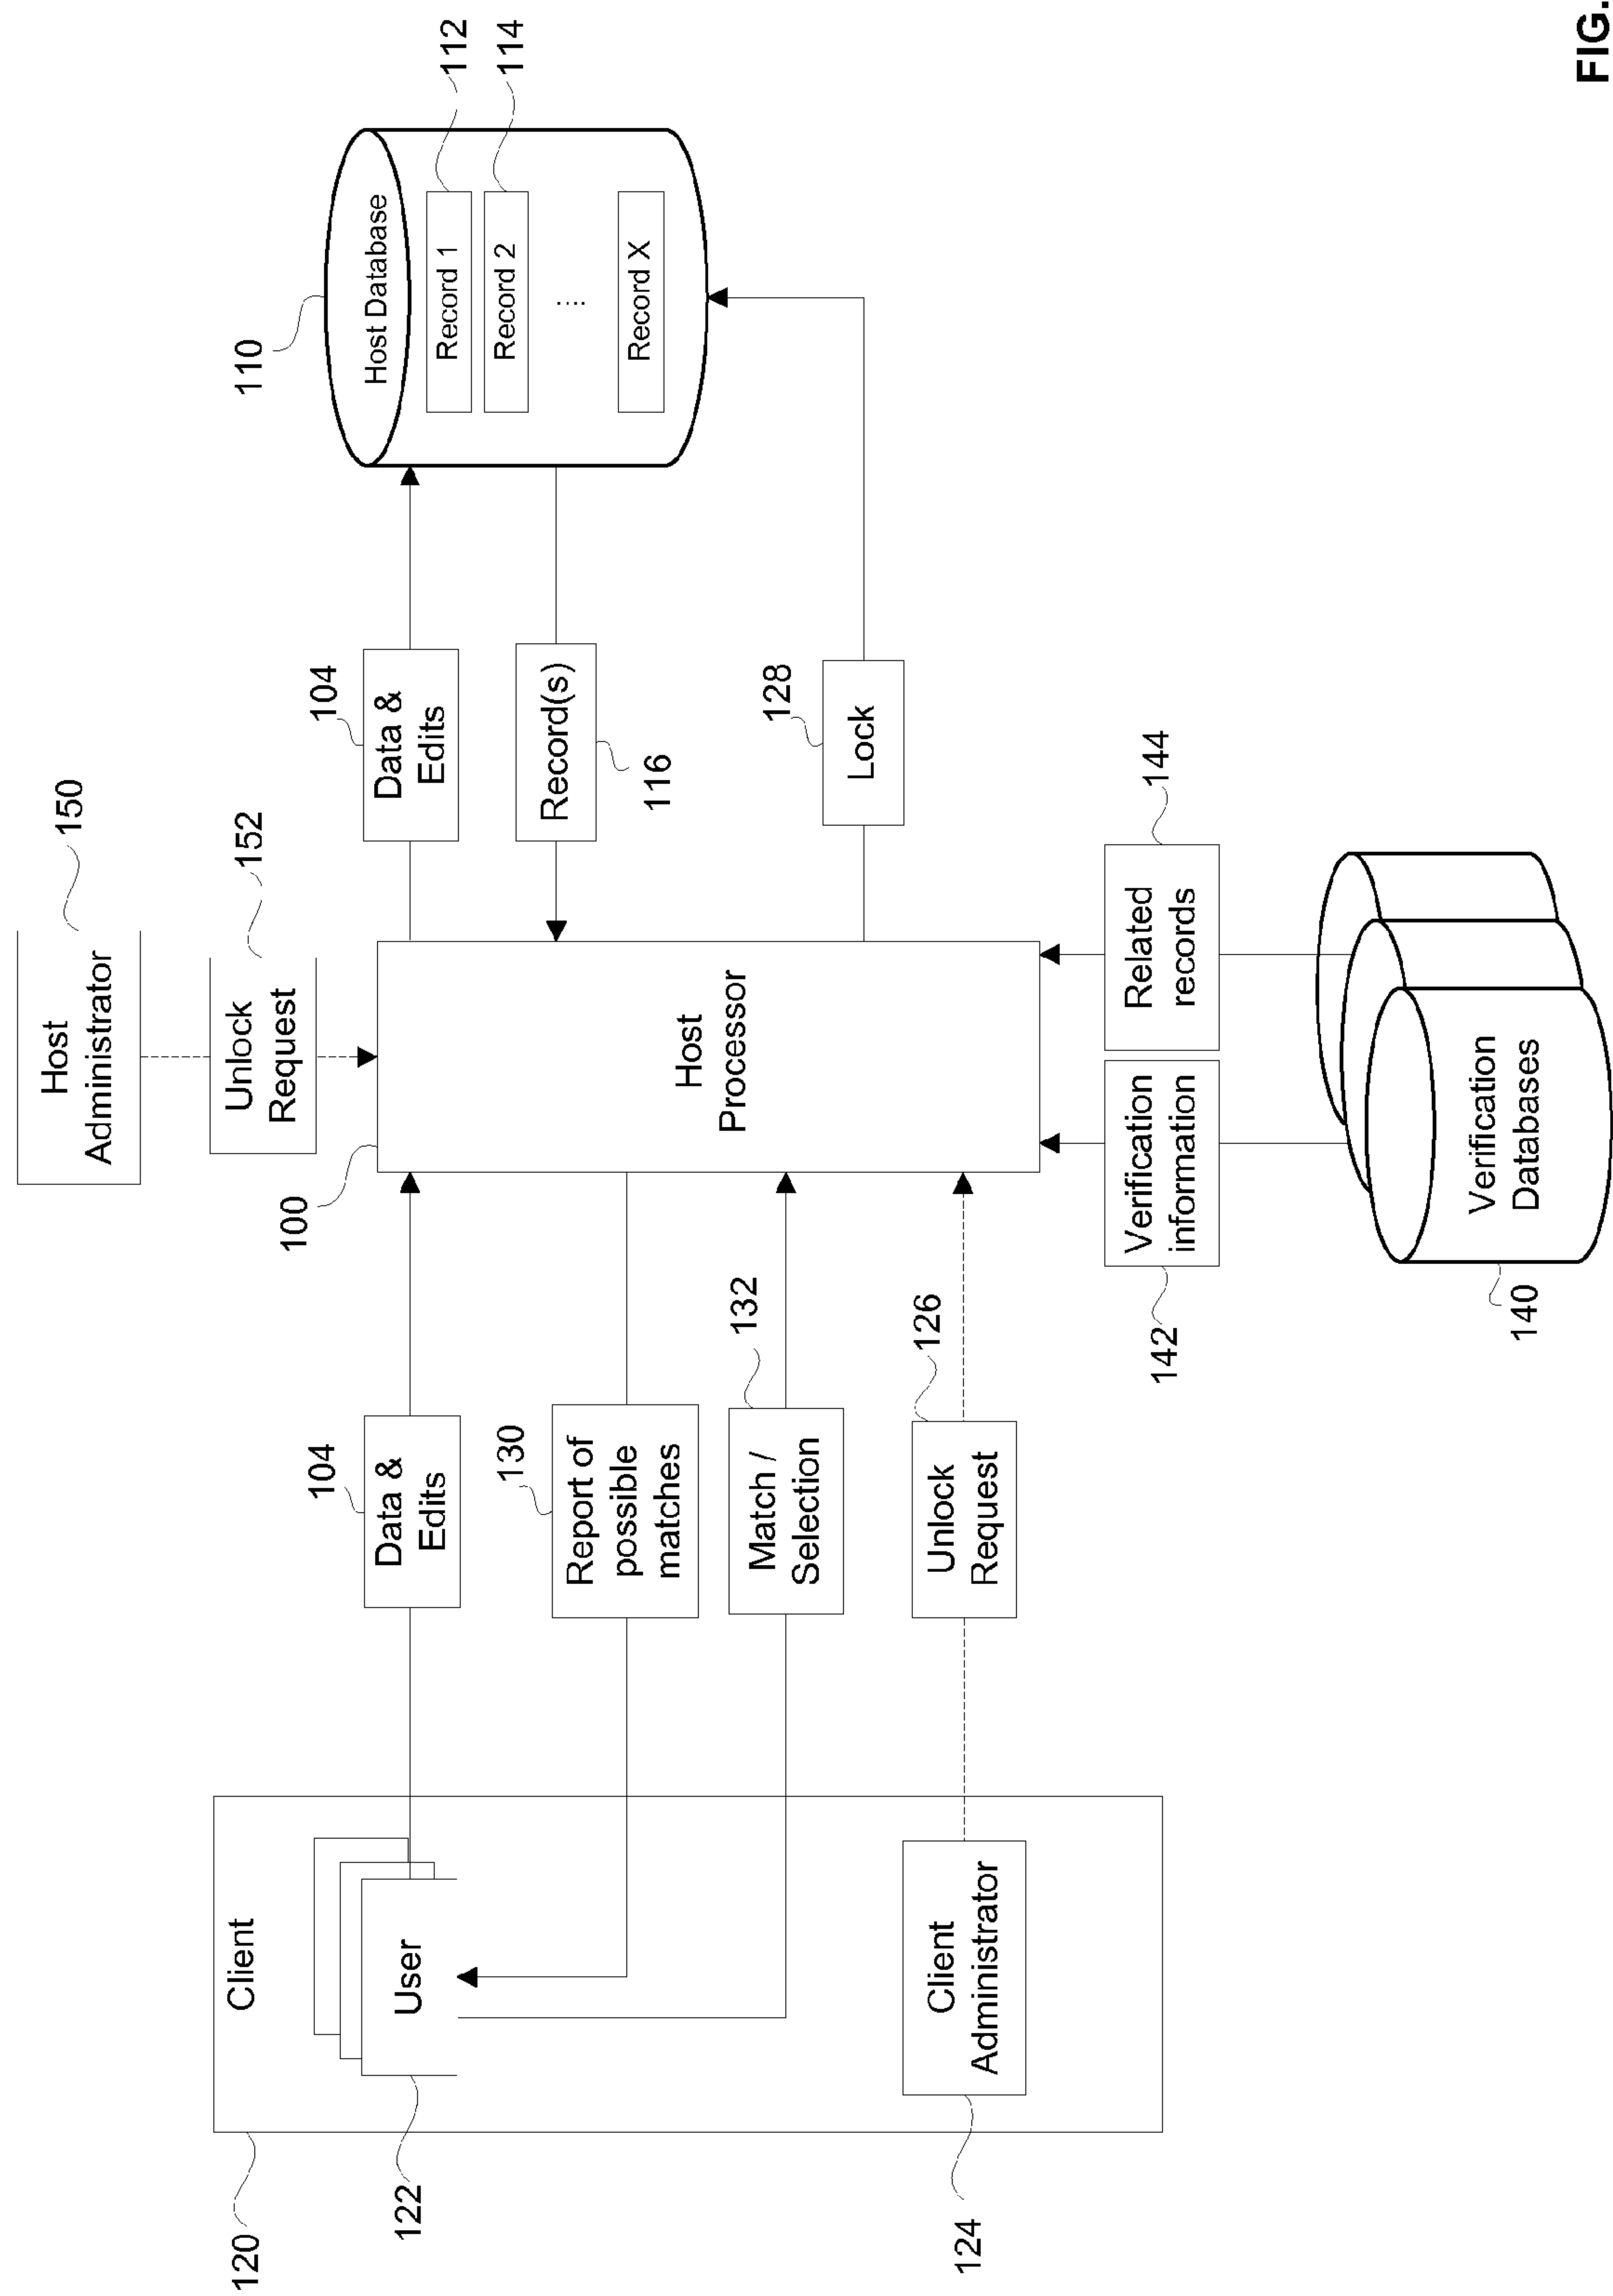 Host
Administrator
150
Unlock
Request
152
100
Host
Processor
Client
120
User
122
Client
Administrator
124
Data &
Edits
104
Report of
possible
matches
130
Match /
Selection
132
Unlock
Request
126
Data &
Edits
104
Record(s)
116
Lock
128
110
Host Database
Record 1
112
Record 2
114
....
Record X
Verification
information
142
Related
records
144
Verification
Databases
140
FIG.